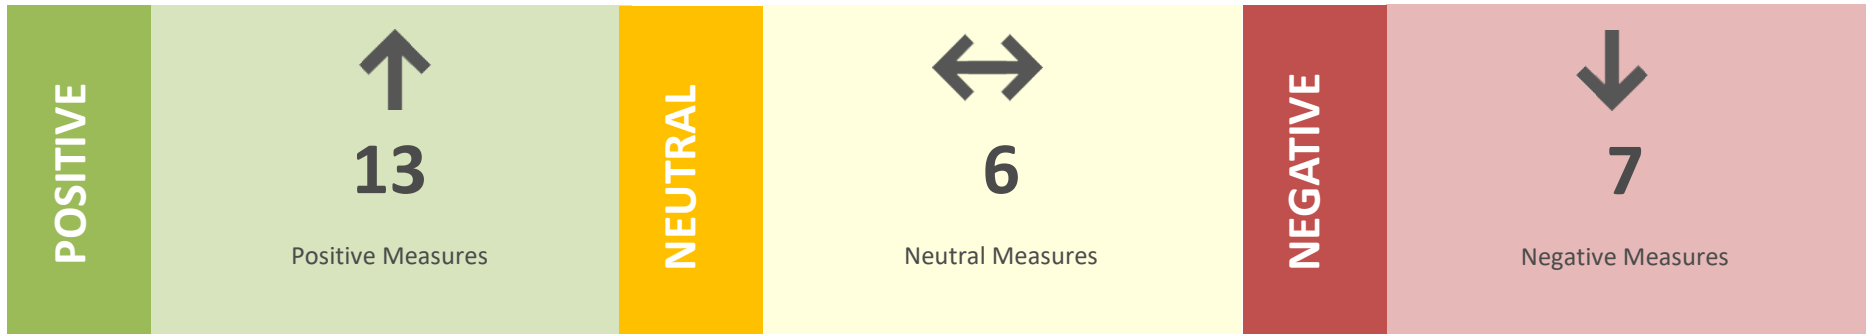 POSITIVE
13
Positive Measures
NEUTRAL
6
Neutral Measures
NEGATIVE
7
Negative Measures